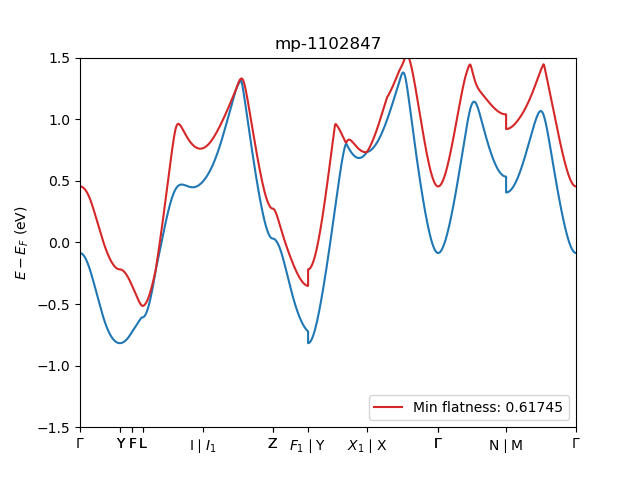 mp-1102847
1.5
1.0
0.5
0.0
−0.5
−1.0
−1.5
E − E_F (eV)
Min flatness: 0.61745
Γ Y F L I | I₁ Z F₁ | Y X₁ | X Γ N | M Γ